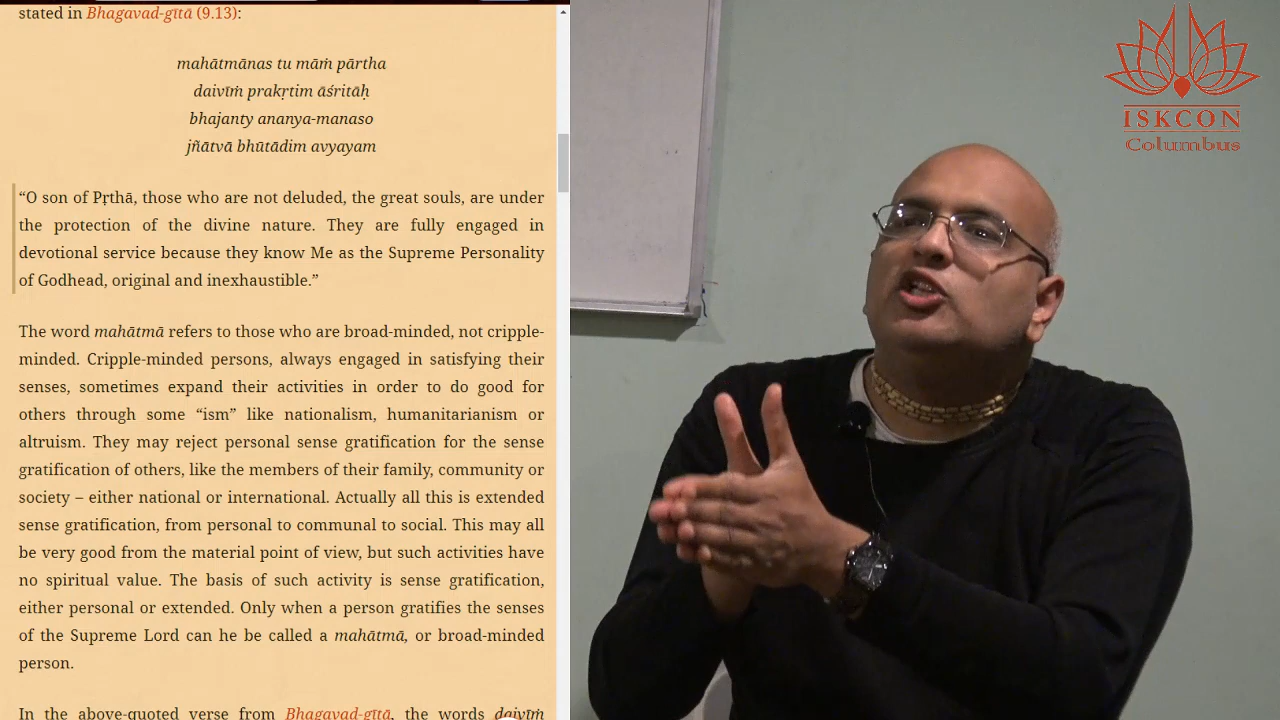 stated in Bhagavad-gītā (9.13):
mahātmānas tu māṁ pārtha
daivīṁ prakṛtim āśritāḥ
bhajanty ananya-manaso
jñātvā bhūtādim avyayam
“O son of Pṛthā, those who are not deluded, the great souls, are under
the protection of the divine nature. They are fully engaged in
devotional service because they know Me as the Supreme Personality
of Godhead, original and inexhaustible.”
The word mahātmā refers to those who are broad-minded, not cripple-
minded. Cripple-minded persons, always engaged in satisfying their
senses, sometimes expand their activities in order to do good for
others through some “ism” like nationalism, humanitarianism or
altruism. They may reject personal sense gratification for the sense
gratification of others, like the members of their family, community or
society – either national or international. Actually all this is extended
sense gratification, from personal to communal to social. This may all
be very good from the material point of view, but such activities have
no spiritual value. The basis of such activity is sense gratification,
either personal or extended. Only when a person gratifies the senses
of the Supreme Lord can he be called a mahātmā, or broad-minded
person.
In the above-quoted verse from Bhagavad-gītā, the words daivīṁ
ISKCON
Columbus